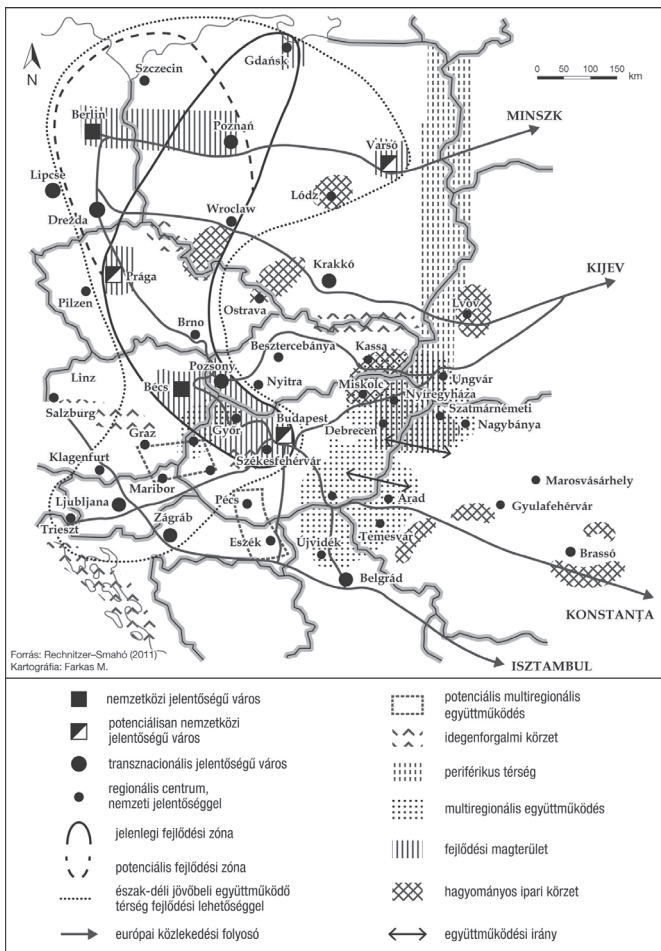 Gdańsk
Szczecin
N
0 50 100 150
km
Berlin
Poznań
MINSZK
Varsó
Lipcse
Drezda
Wroclaw
Lódz
Prága
Krakkó
KIJEV
Pilzen
Ostrava
Lvov
Brno
Besztercebánya
Kassa
Linz
Pozsony
Ungvár
Bécs
Nyitra
Miskolc
Nyíregyháza
Salzburg
Győr
Budapest
Szatmárnémeti
Debrecen
Nagybánya
Graz
Székesfehérvár
Klagenfurt
Marosvásárhely
Maribor
Pécs
Arad
Gyulafehérvár
Ljubljana
Trieszt
Zágráb
Temesvár
Eszék
Újvidék
Brassó
Belgrád
KONSTANȚA
Forrás: Rechnitzer–Smahó (2011)
Kartográfia: Farkas M.
ISZTAMBUL
nemzetközi jelentőségű város
potenciálisan nemzetközi
jelentőségű város
transznacionális jelentőségű város
regionális centrum,
nemzeti jelentőséggel
jelenlegi fejlődési zóna
potenciális fejlődési zóna
észak-déli jövőbeli együttműködő
térség fejlődési lehetőséggel
európai közlekedési folyosó
potenciális multiregionális
együttműködés
idegenforgalmi körzet
periférikus térség
multiregionális együttműködés
fejlődési magterület
hagyományos ipari körzet
együttműködési irány